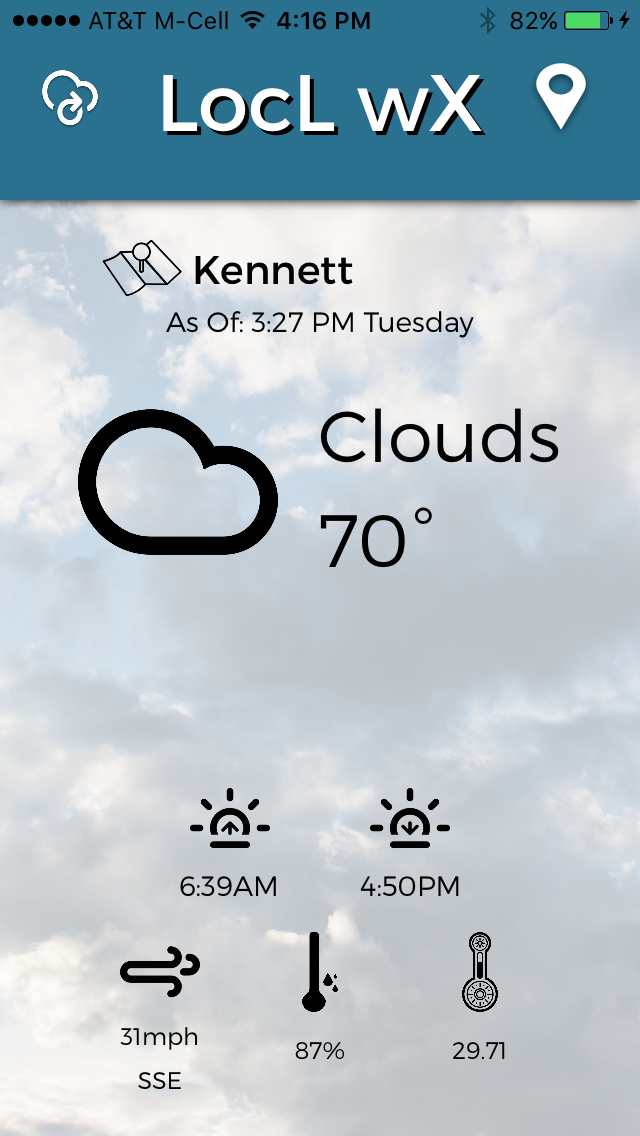 AT&T M-Cell 4:16 PM 82%
LocL wX
Kennett
As Of: 3:27 PM Tuesday
Clouds
70°
6:39AM 4:50PM
31mph 87% 29.71
SSE